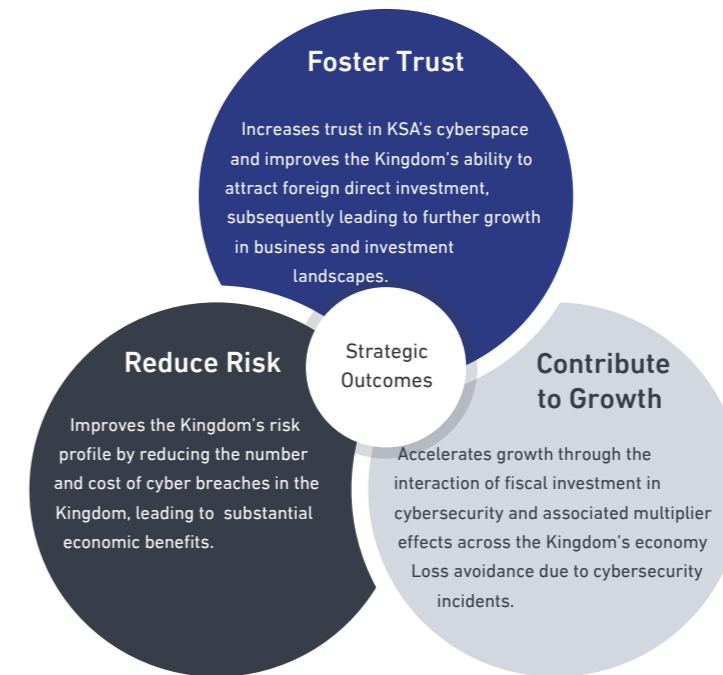 Foster Trust
Increases trust in KSA's cyberspace
and improves the Kingdom's ability to
attract foreign direct investment,
subsequently leading to further growth
in business and investment
landscapes.
Strategic
Outcomes
Reduce Risk
Improves the Kingdom's risk
profile by reducing the number
and cost of cyber breaches in the
Kingdom, leading to substantial
economic benefits.
Contribute
to Growth
Accelerates growth through the
interaction of fiscal investment in
cybersecurity and associated multiplier
effects across the Kingdom's economy
Loss avoidance due to cybersecurity
incidents.